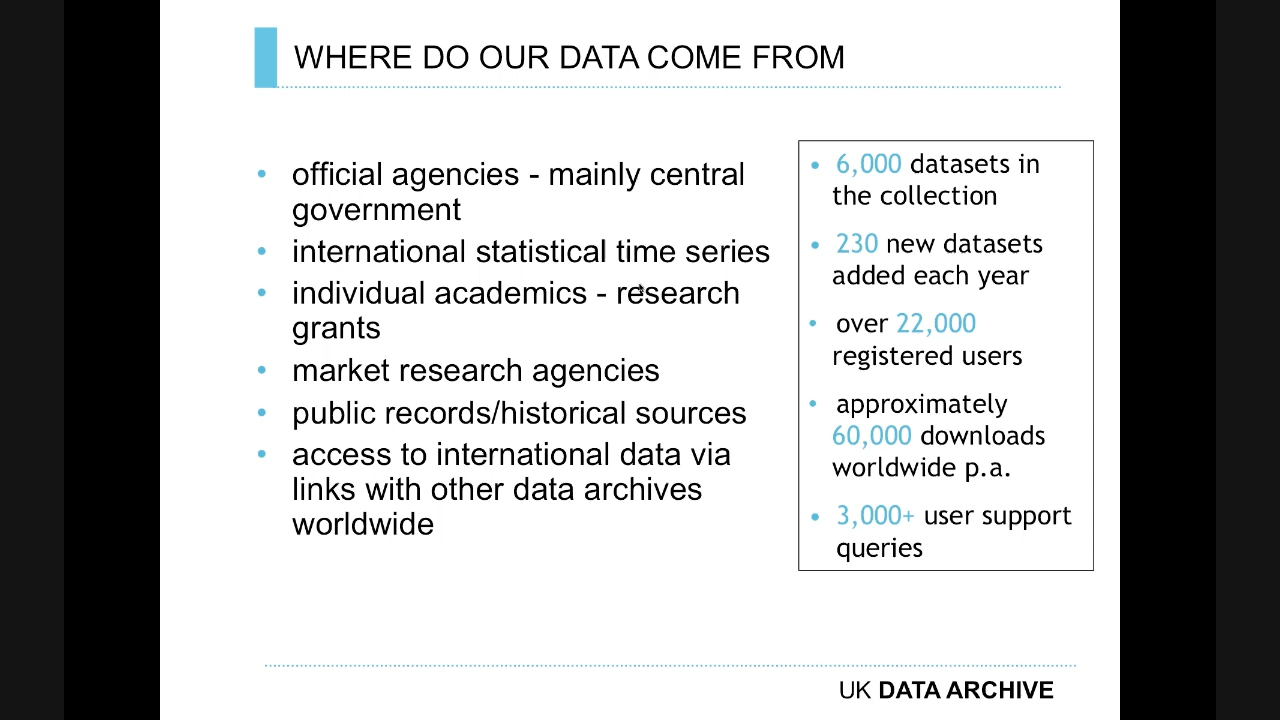 WHERE DO OUR DATA COME FROM
• official agencies - mainly central
government
• international statistical time series
• individual academics - research
grants
• market research agencies
• public records/historical sources
• access to international data via
links with other data archives
worldwide
• 6,000 datasets in
the collection
• 230 new datasets
added each year
• over 22,000
registered users
• approximately
60,000 downloads
worldwide p.a.
• 3,000+ user support
queries
UK DATA ARCHIVE